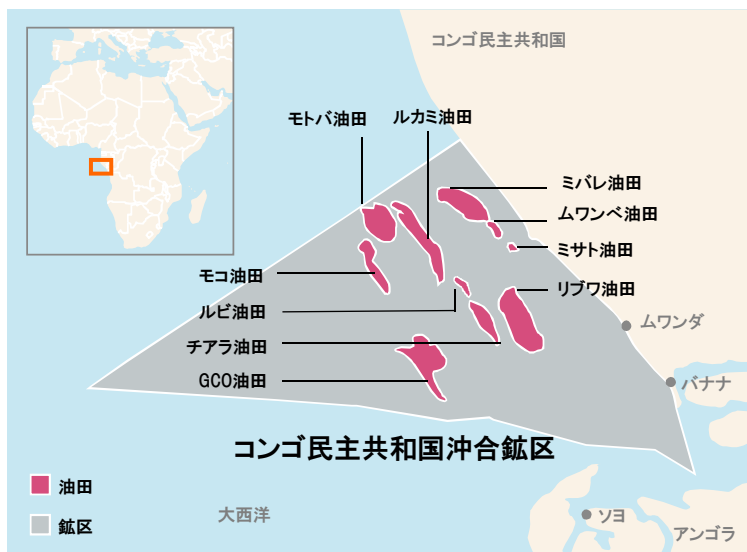 コンゴ民主共和国
モトバ油田
ルカミ油田
ミバレ油田
ムワンベ油田
ミサト油田
モコ油田
リブワ油田
ルビ油田
ムワンダ
チアラ油田
GCO油田
バナナ
コンゴ民主共和国沖合鉱区
油田
大西洋
ソヨ
鉱区
アンゴラ